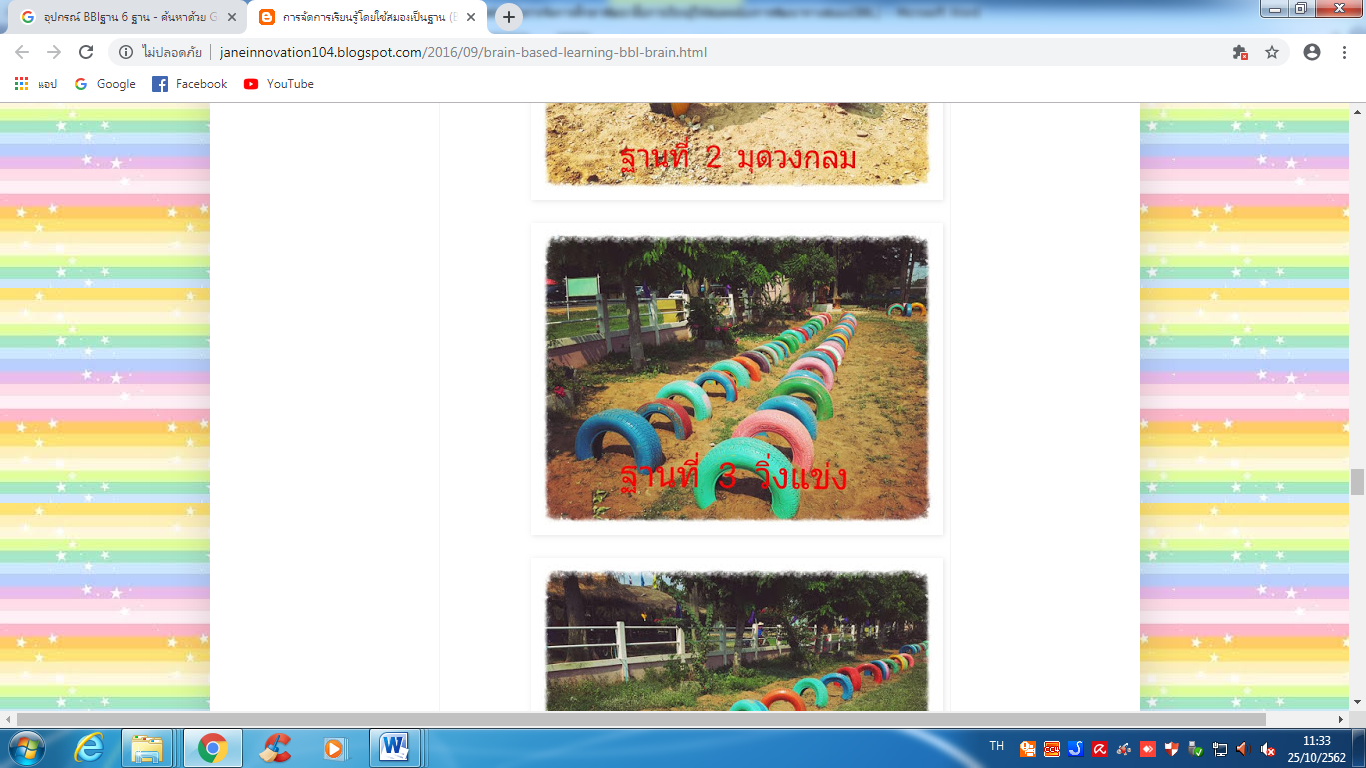 อุปกรณ์ BBlฐาน 6 ฐาน - ค้นหาด้วย G
การจัดการเรียนรู้โดยใช้สมองเป็นฐาน (B
ไม่ปลอดภัย
janeinnovation104.blogspot.com/2016/09/brain-based-learning-bbl-brain.html
แอป
Google
Facebook
YouTube
ฐานที่ 2 มุดวงกลม
ฐานที่ 3 วิ่งแข่ง
TH
11:33
25/10/2562